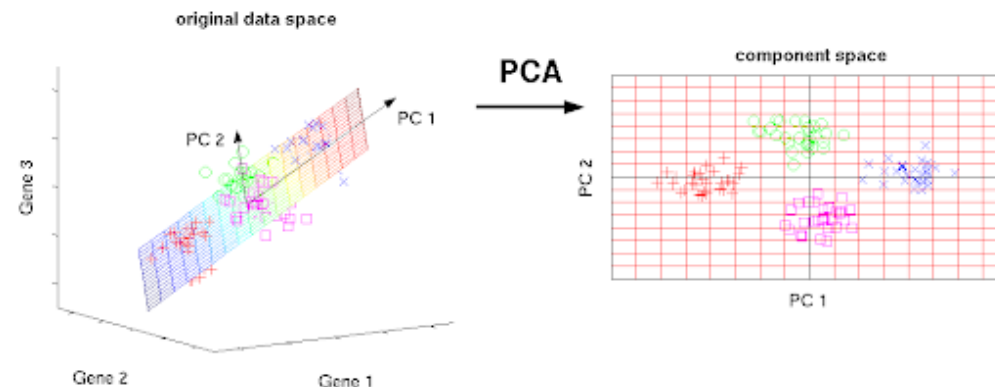 original data space
PCA
component space
PC 1
PC 2
Gene 3
Gene 2
Gene 1
PC 2
PC 1